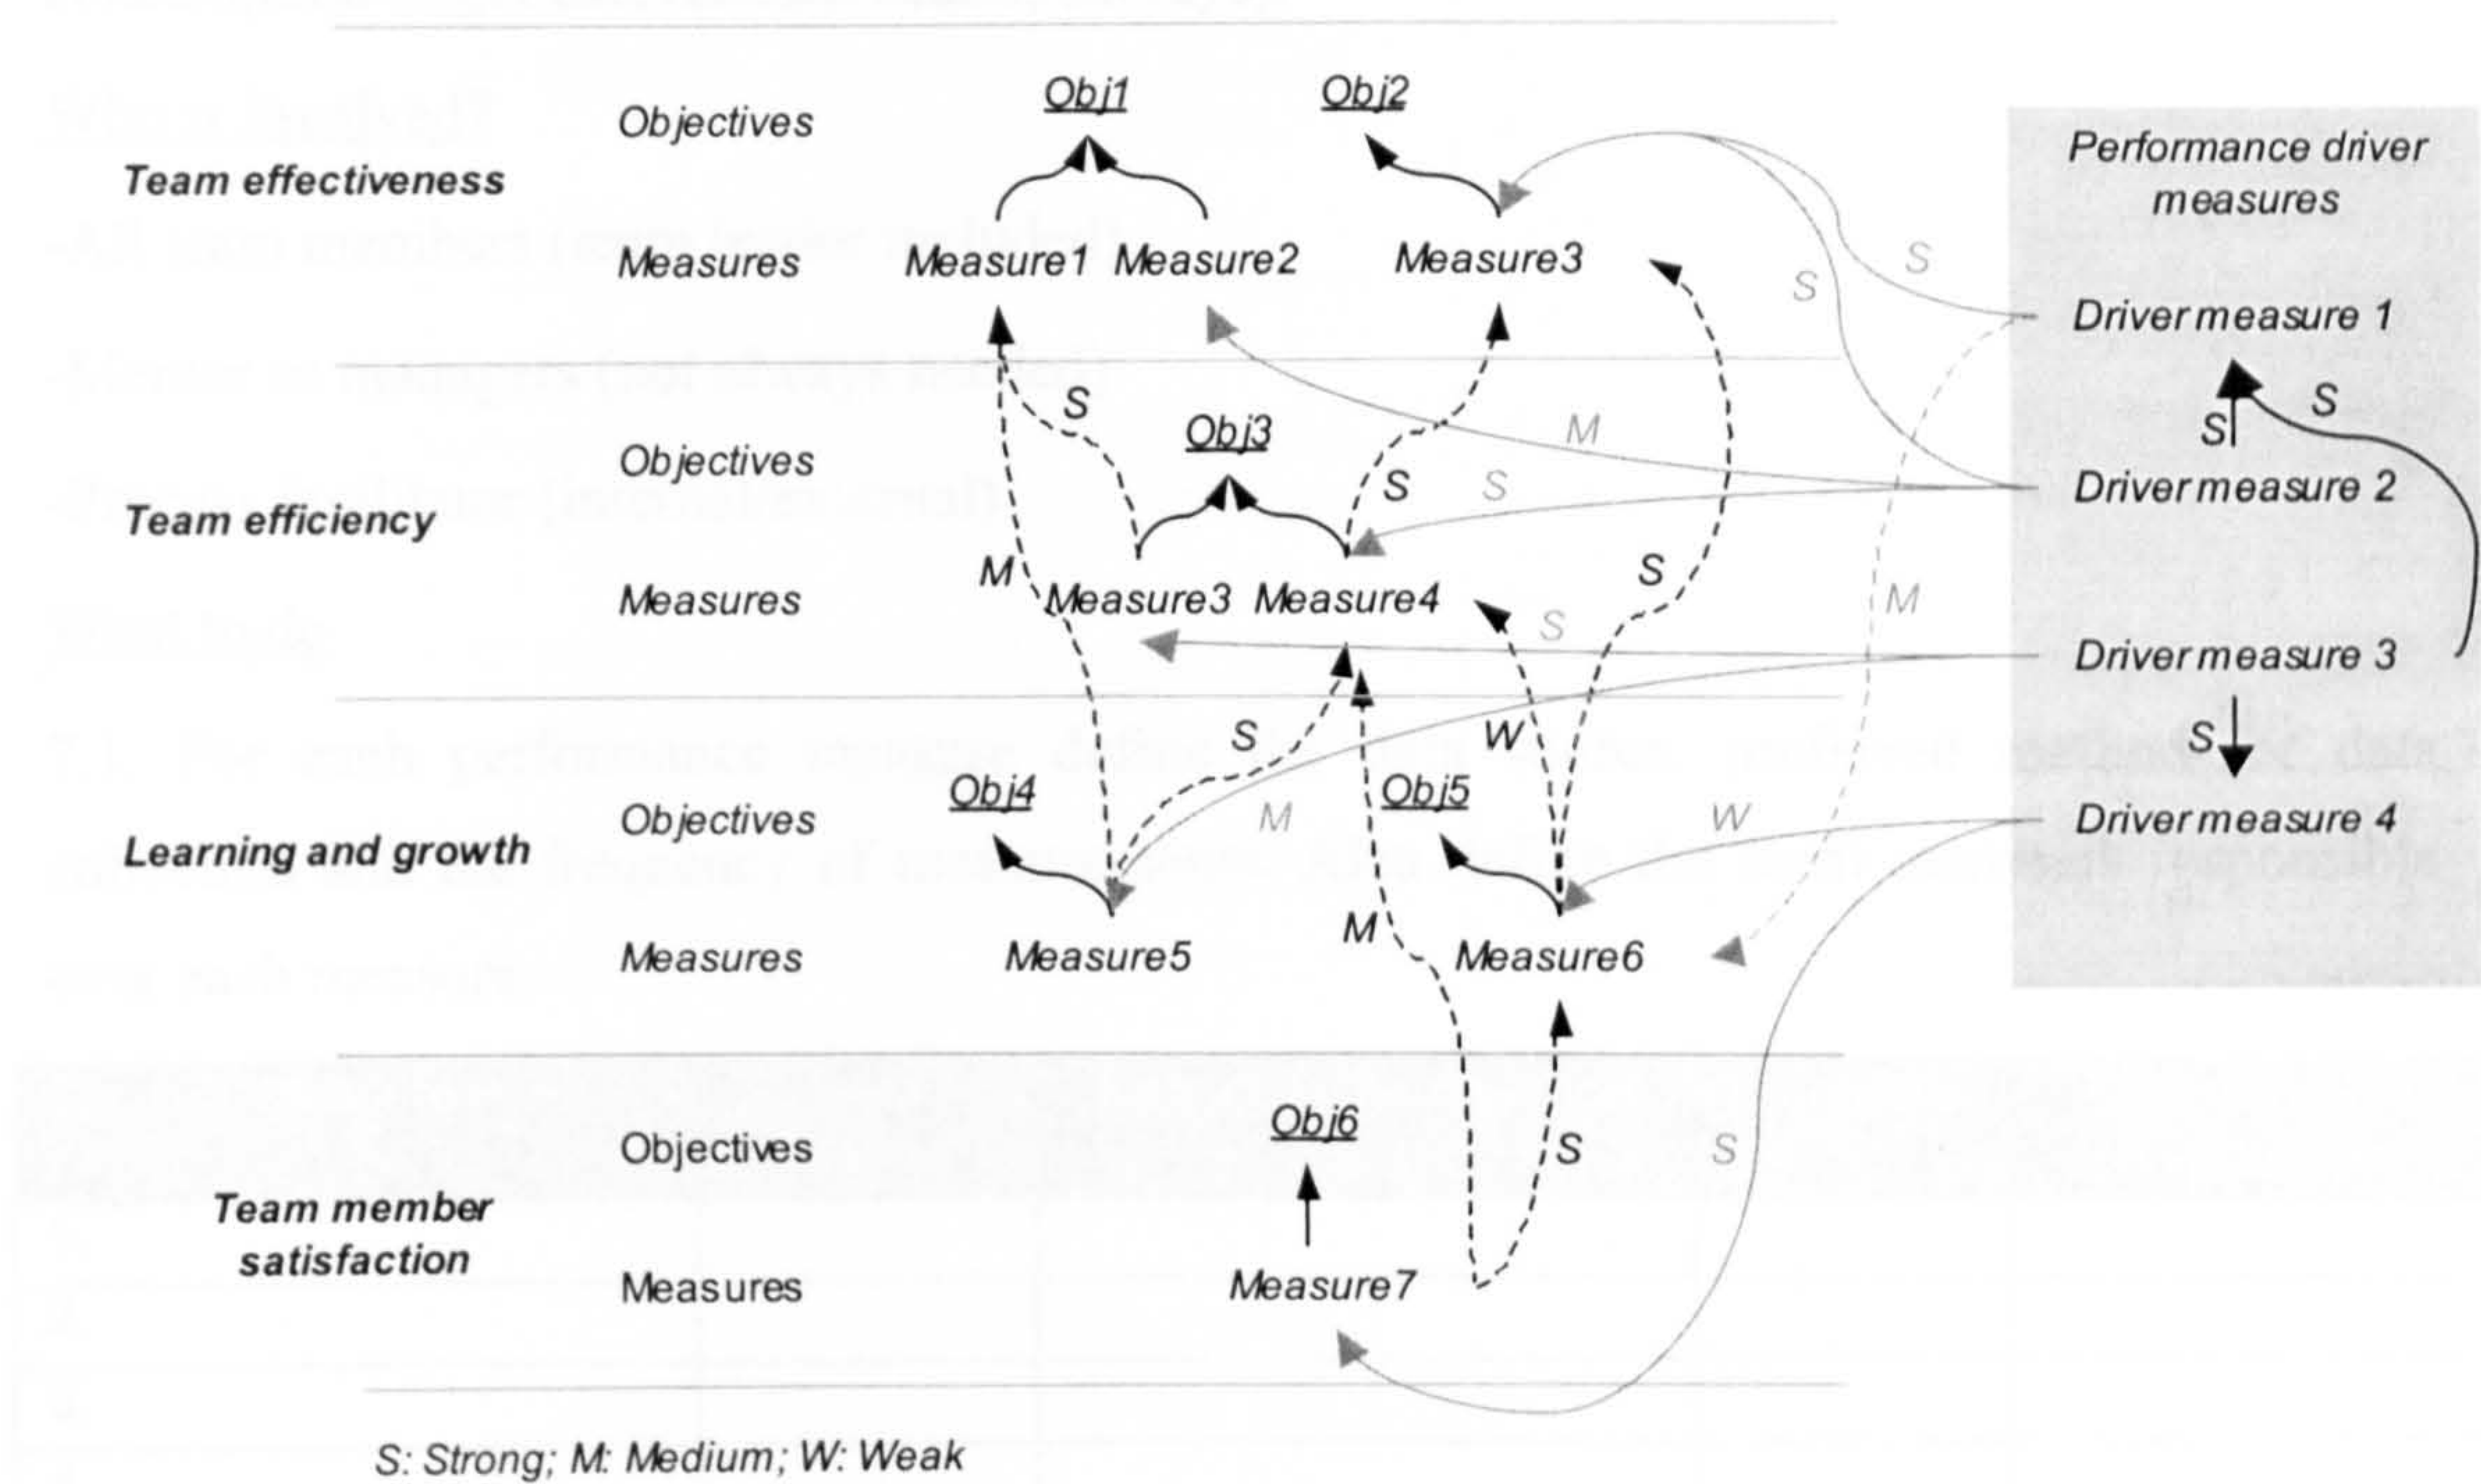 Obj1 Obj2
Objectives
Performance driver
measures
Team effectiveness
Measures Measure1 Measure2 Measure3
S
S
Driver measure 1
S
S
Obj3
M
S
Objectives
S
S
Driver measure 2
Team efficiency
M
S
Measures Measure3 Measure4
S
M
Driver measure 3
S
W
S
Obj4
Obj5
Objectives
M
W
Driver measure 4
Learning and growth
M
Measures Measure5 Measure6
Obj6
Objectives
S
S
Team member
satisfaction
Measures Measure7
S: Strong; M: Medium; W: Weak